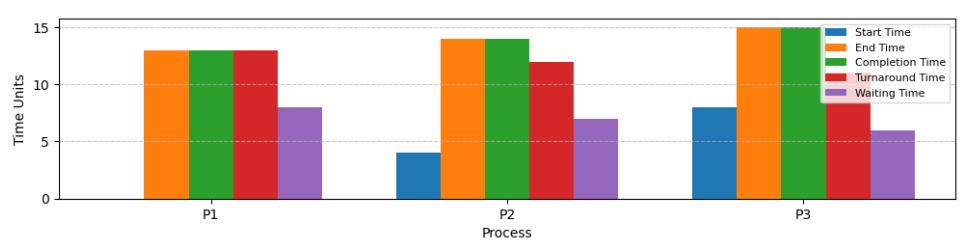 15
10
5
0
Time Units
Start Time
End Time
Completion Time
Turnaround Time
Waiting Time
P1 P2 P3
Process